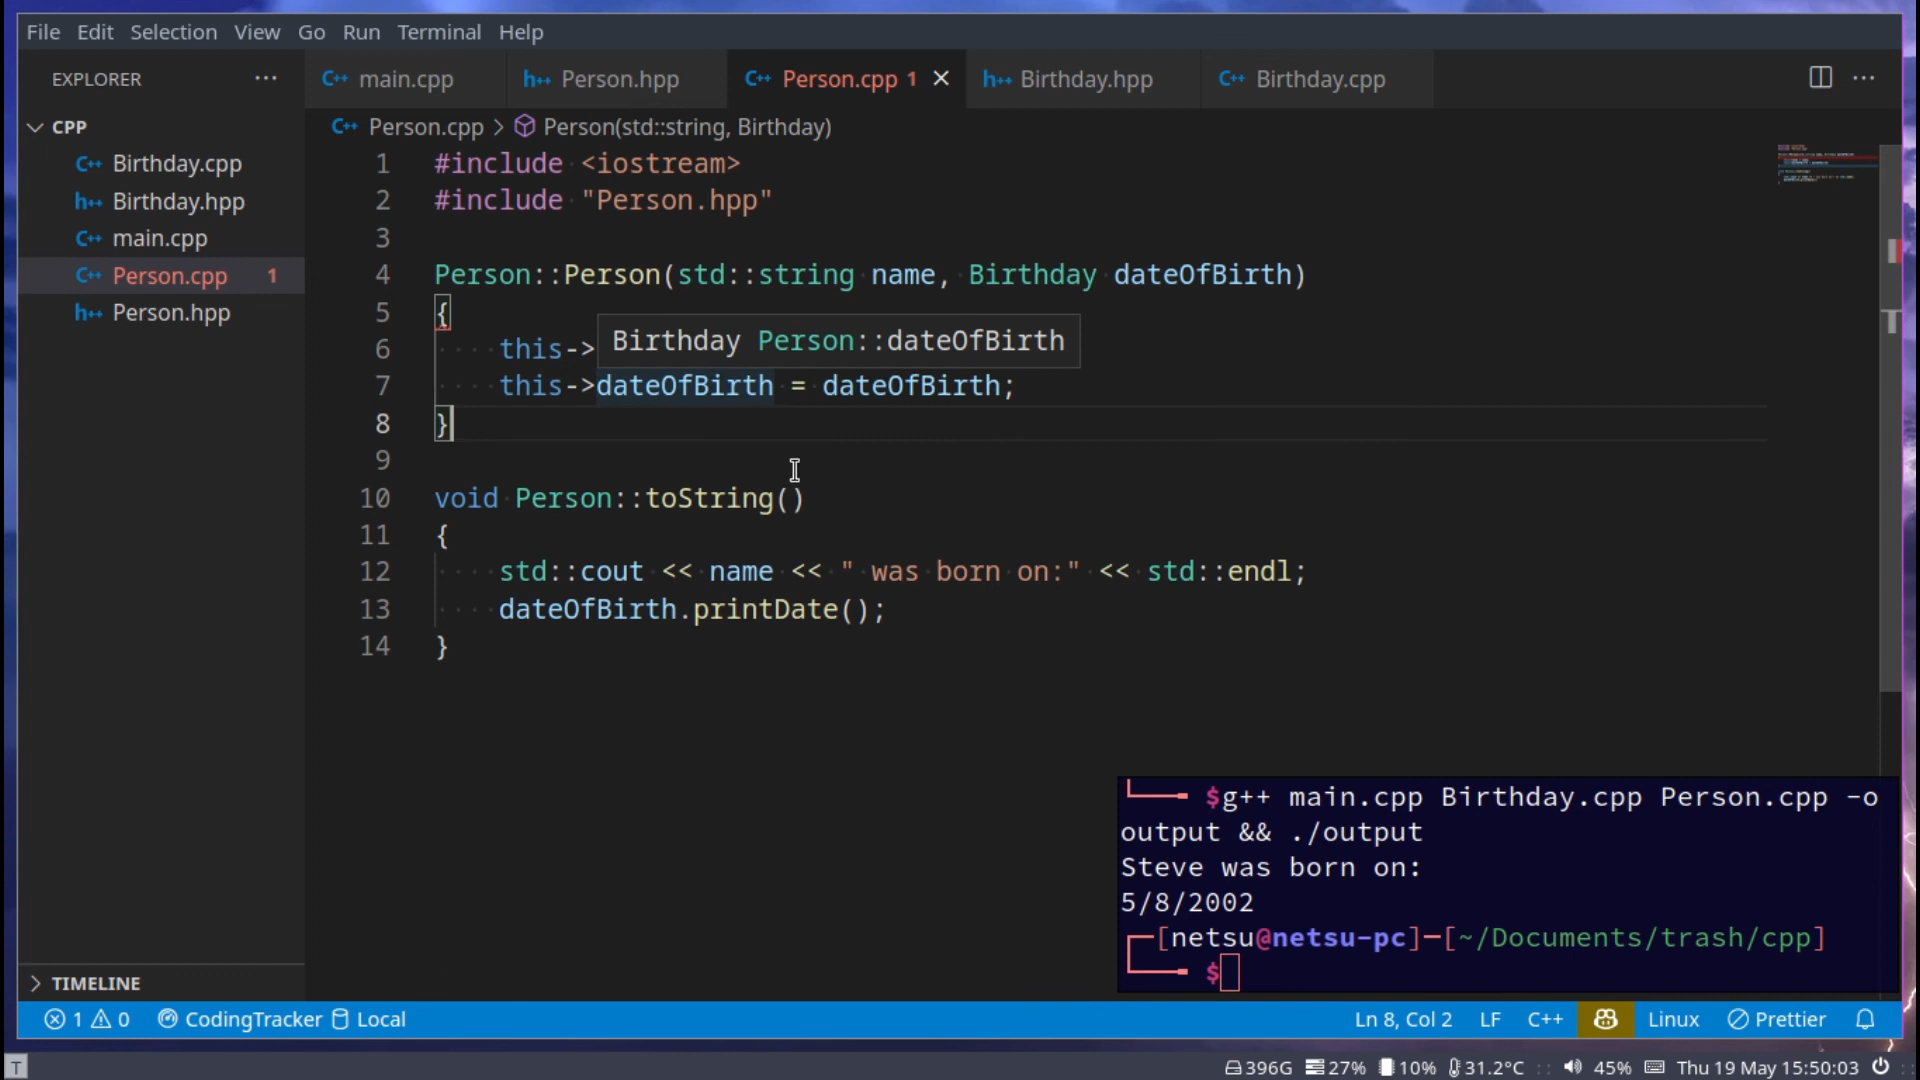 File Edit Selection View Go Run Terminal Help
EXPLORER ···
main.cpp
Person.hpp
Person.cpp 1
Birthday.hpp
Birthday.cpp
CPP
Birthday.cpp
Birthday.hpp
main.cpp
Person.cpp 1
Person.hpp
TIMELINE
Person.cpp > Person(std::string, Birthday)
1 #include <iostream>
2 #include "Person.hpp"
3
4 Person::Person(std::string name, Birthday dateOfBirth)
5 {
6 this->
Birthday Person::dateOfBirth
7 this->dateOfBirth = dateOfBirth;
8 }
9
10 void Person::toString()
11 {
12 std::cout << name << " was born on:" << std::endl;
13 dateOfBirth.printDate();
14 }
$g++ main.cpp Birthday.cpp Person.cpp -o
output && ./output
Steve was born on:
5/8/2002
[netsu@netsu-pc]─[~/Documents/trash/cpp]
$
1 0 CodingTracker Local Ln 8, Col 2 LF C++ Linux Prettier
T 396G 27% 10% 31.2°C :: 45% Thu 19 May 15:50:03